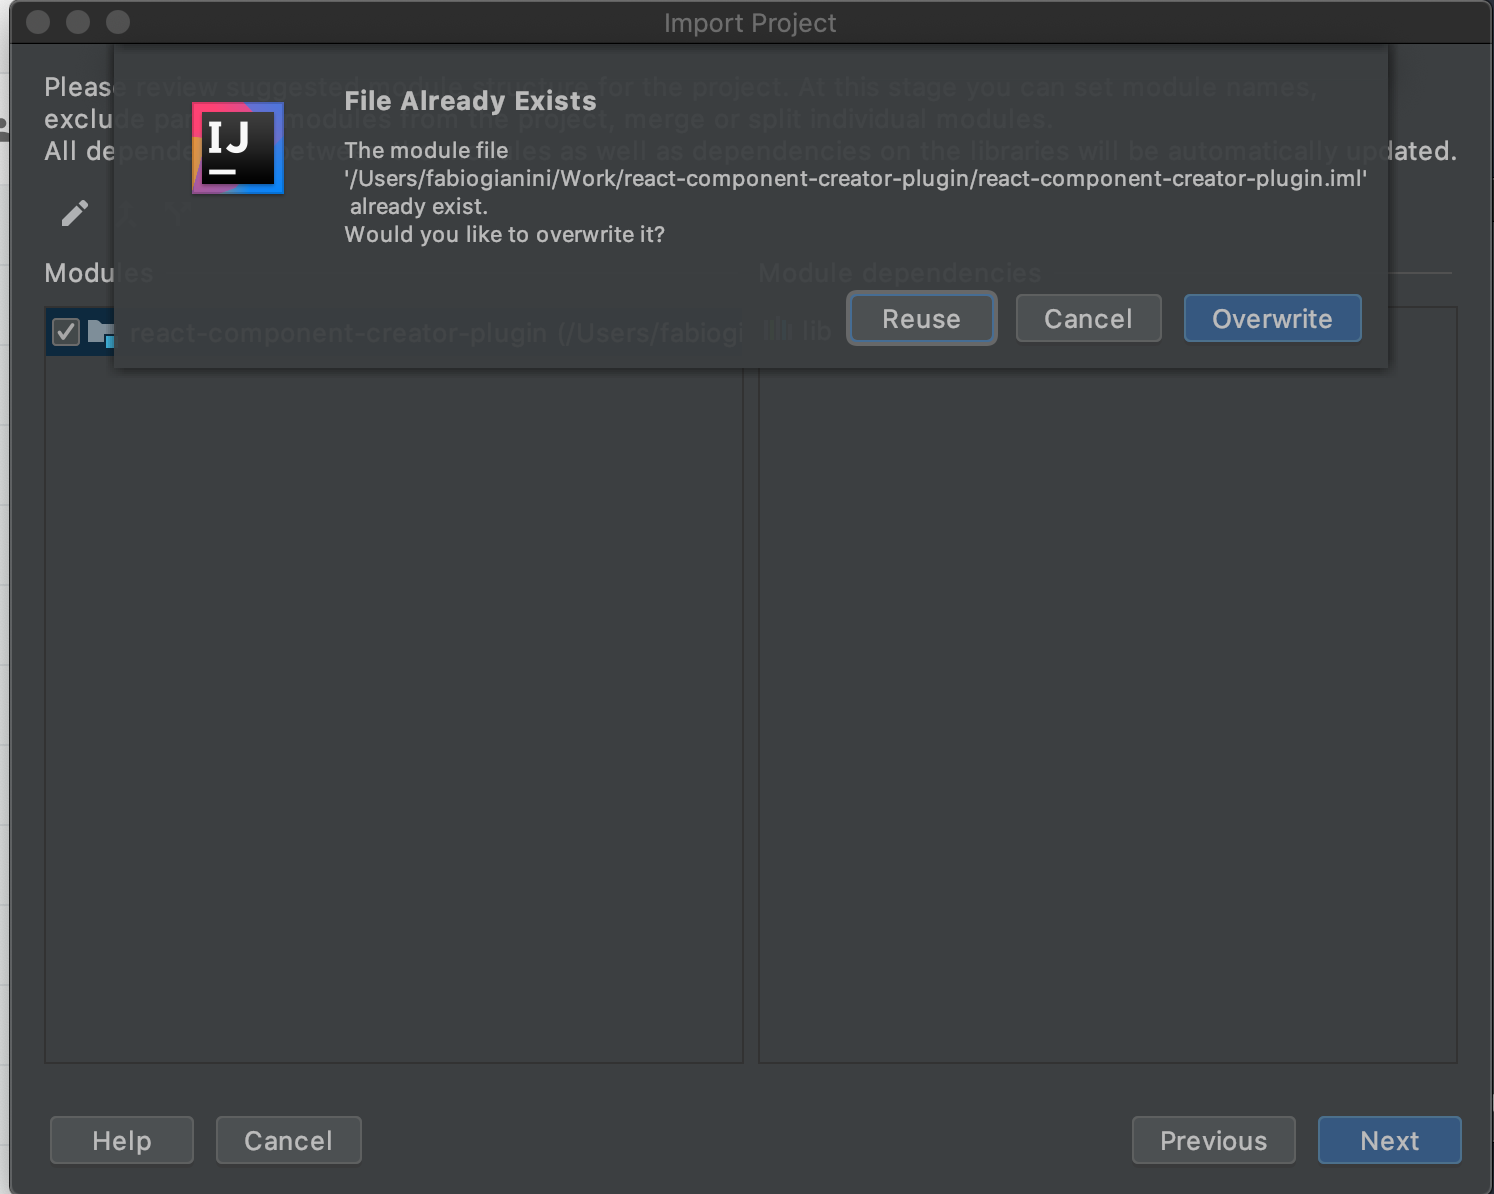 Import Project
Please review suggested module structure for the project. At this stage you can set module names,
exclude modules from the project, merge or split individual modules.
All as well as dependencies on the libraries will be automatically updated.
IJ
File Already Exists
The module file
'/Users/fabiogianini/Work/react-component-creator-plugin/react-component-creator-plugin.iml'
already exist.
Would you like to overwrite it?
Reuse
Cancel
Overwrite
Modules
Module dependencies
react-component-creator-plugin (/Users/fabiogi
lib
Help
Cancel
Previous
Next